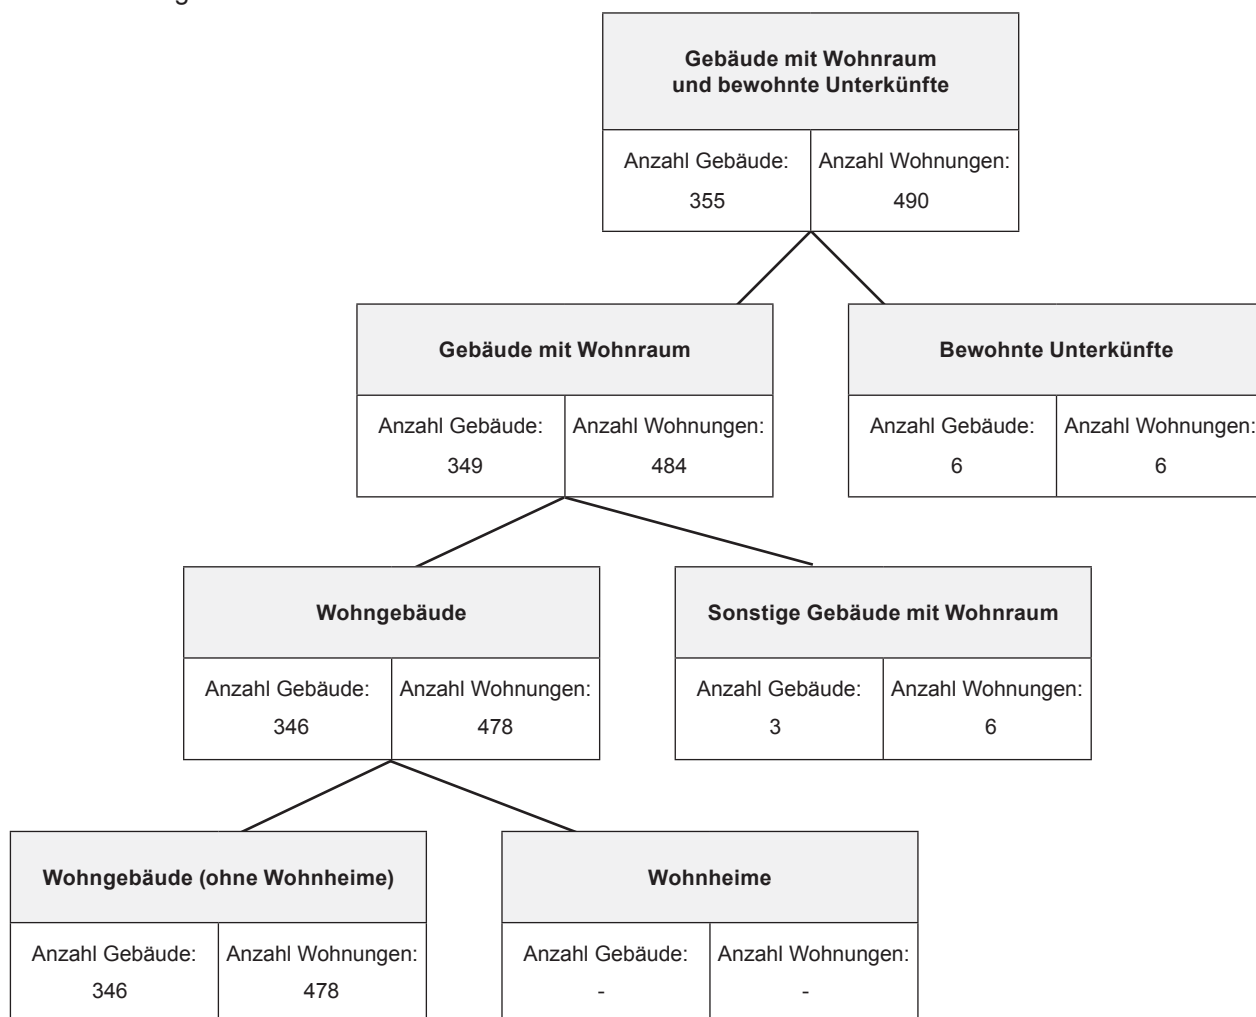 Gebäude mit Wohnraum
und bewohnte Unterkünfte
Anzahl Gebäude: Anzahl Wohnungen:
355 490
Gebäude mit Wohnraum
Bewohnte Unterkünfte
Anzahl Gebäude: Anzahl Wohnungen:
349 484
Anzahl Gebäude: Anzahl Wohnungen:
6 6
Wohngebäude
Sonstige Gebäude mit Wohnraum
Anzahl Gebäude: Anzahl Wohnungen:
346 478
Anzahl Gebäude: Anzahl Wohnungen:
3 6
Wohngebäude (ohne Wohnheime)
Wohnheime
Anzahl Gebäude: Anzahl Wohnungen:
346 478
Anzahl Gebäude: Anzahl Wohnungen:
- -